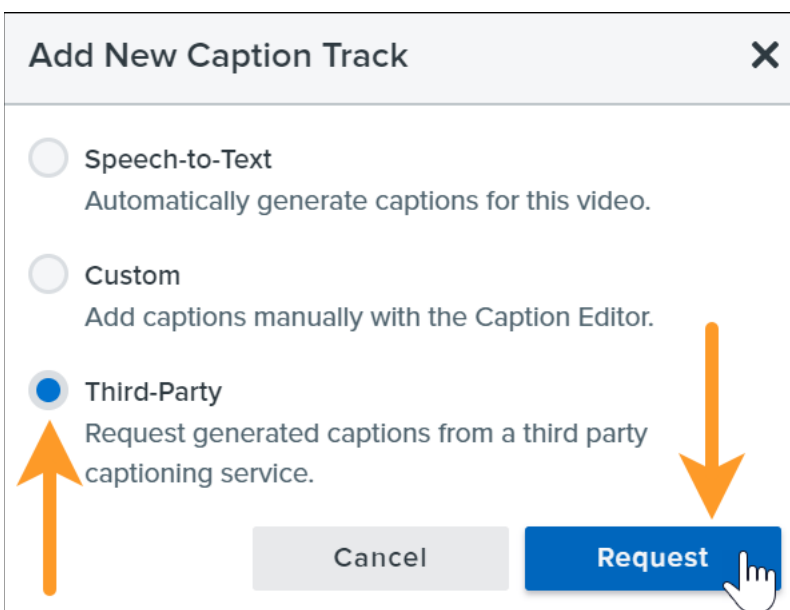 Add New Caption Track
Speech-to-Text
Automatically generate captions for this video.
Custom
Add captions manually with the Caption Editor.
Third-Party
Request generated captions from a third party
captioning service.
Cancel
Request